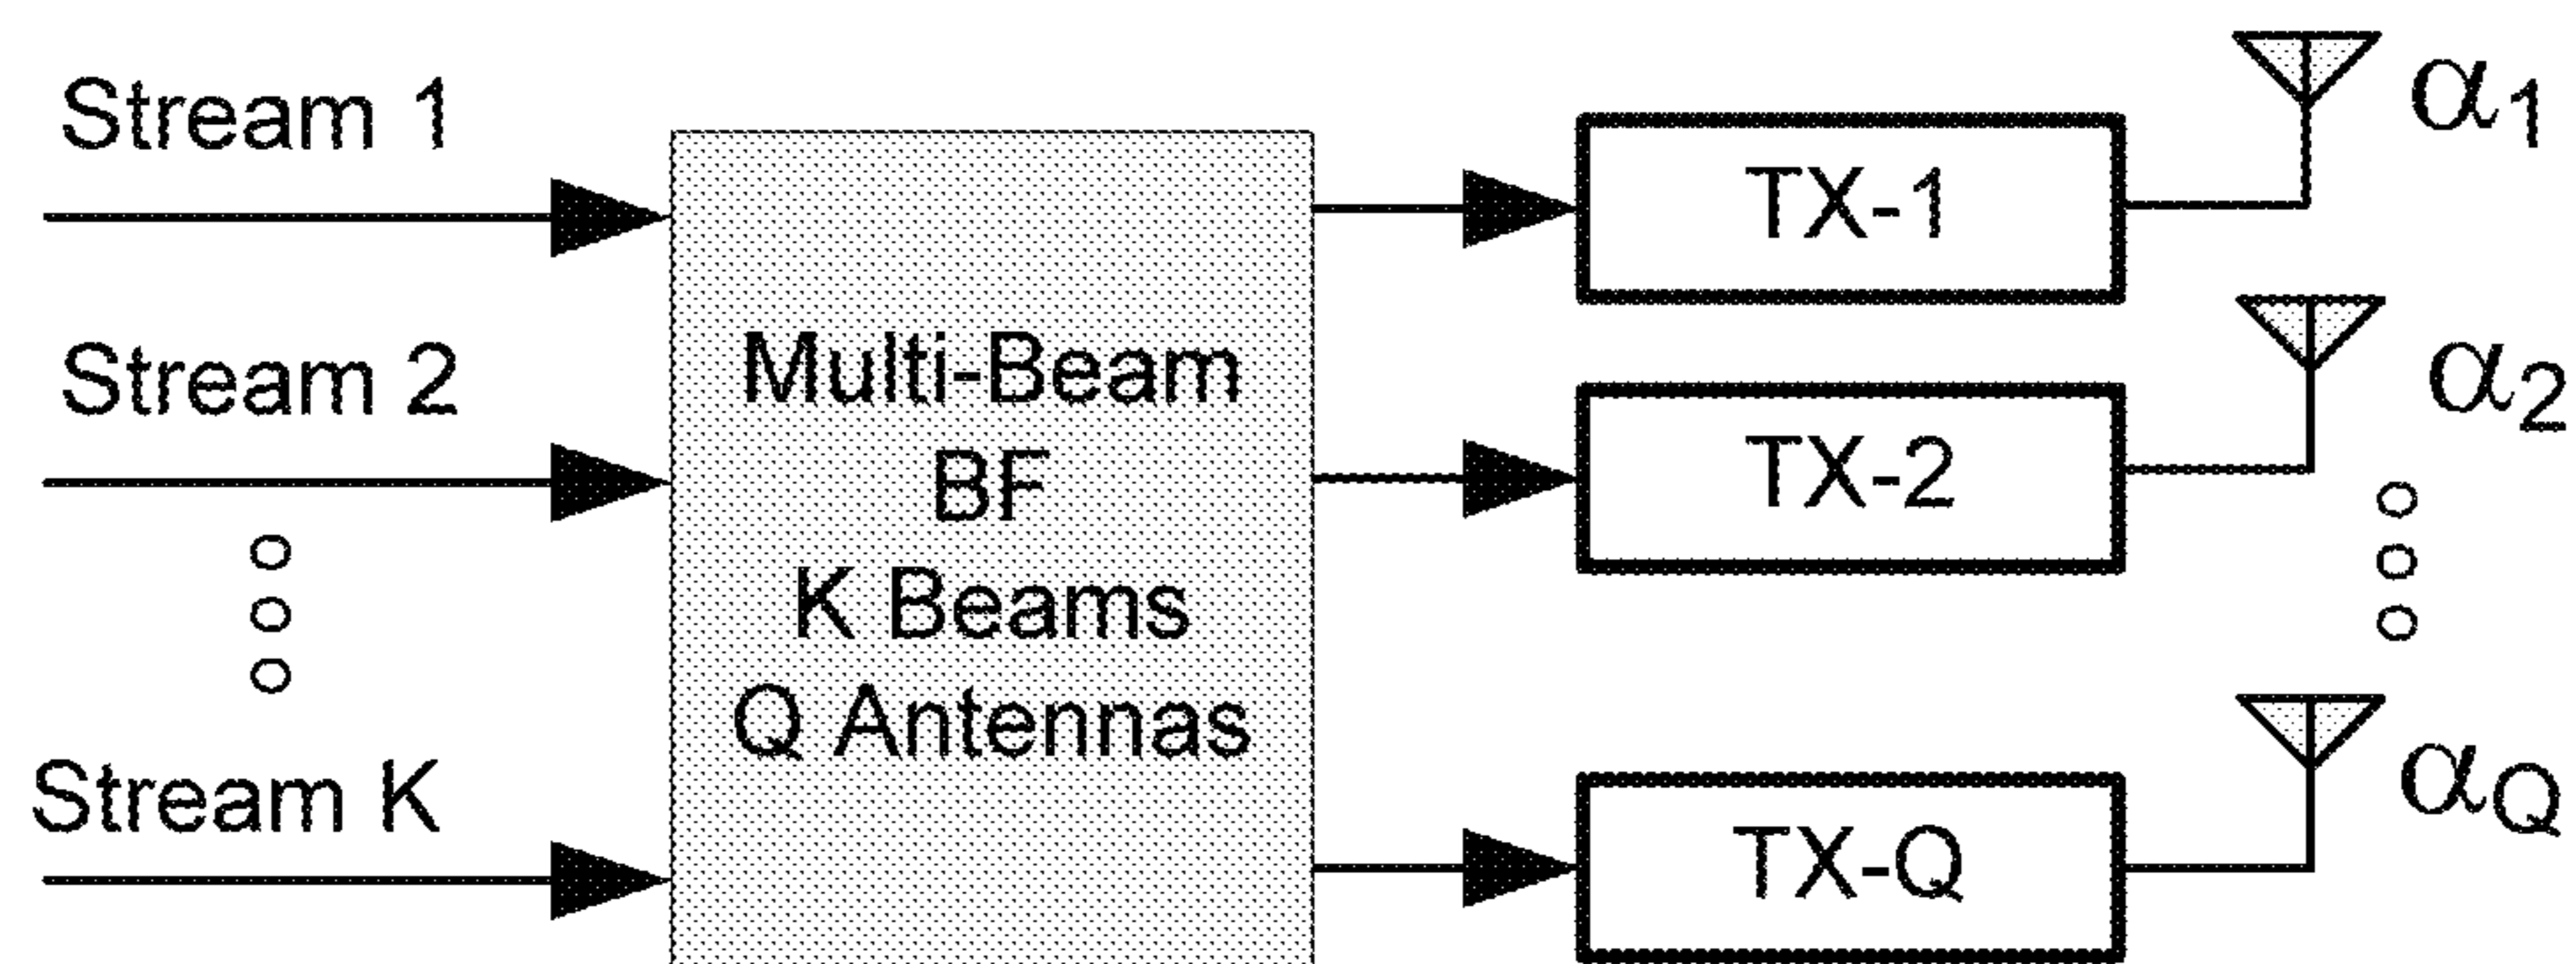 Stream 1
Stream 2
Stream K
Multi-Beam
BF
K Beams
Q Antennas
TX-1
TX-2
TX-Q
α1
α2
αQ